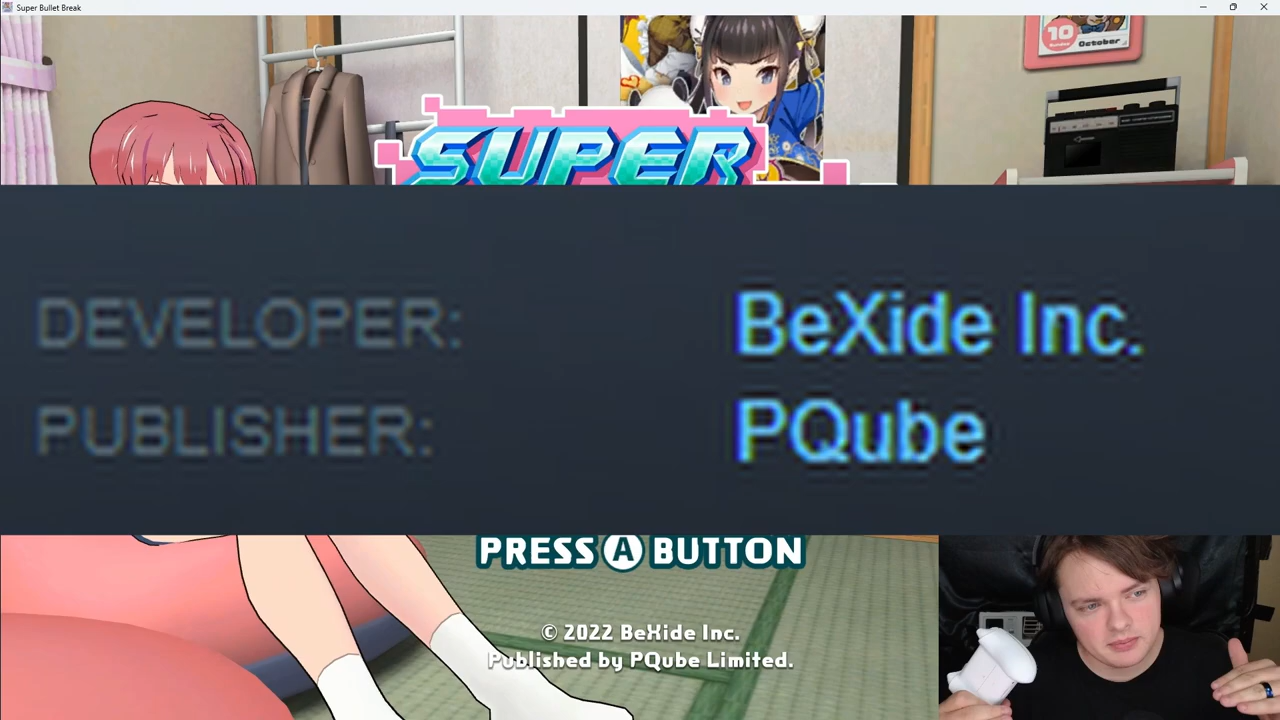 Super Bullet Break
10
October
SUPER
DEVELOPER: BeXide Inc.
PUBLISHER: PQube
PRESS A BUTTON
© 2022 BeXide Inc.
Published by PQube Limited.